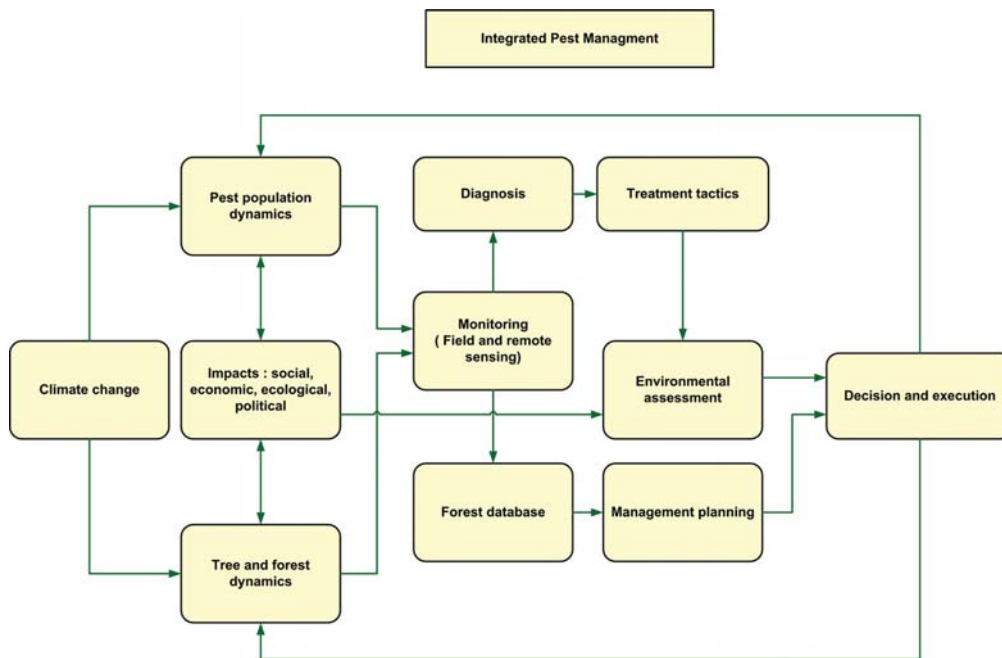 Integrated Pest Managment
Pest population
dynamics
Diagnosis
Treatment tactics
Monitoring
( Field and remote
sensing)
Climate change
Impacts : social,
economic, ecological,
political
Environmental
assessment
Decision and execution
Forest database
Management planning
Tree and forest
dynamics